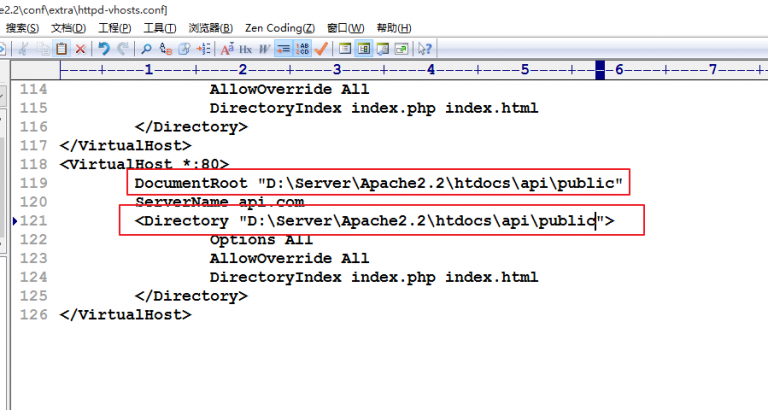 e2.2\conf\extra\httpd-vhosts.conf]
搜索(S) 文档(D) 工程(P) 工具(T) 浏览器(B) Zen Coding(Z) 窗口(W) 帮助(H)
Hx W
----+----1----+----2----+----3----+----4----+----5----+----6----+----7----
114 AllowOverride All
115 DirectoryIndex index.php index.html
116 </Directory>
117 </VirtualHost>
118 <VirtualHost *:80>
119 DocumentRoot "D:\Server\Apache2.2\htdocs\api\public"
120 ServerName api.com
121 <Directory "D:\Server\Apache2.2\htdocs\api\public">
122 Options All
123 AllowOverride All
124 DirectoryIndex index.php index.html
125 </Directory>
126 </VirtualHost>